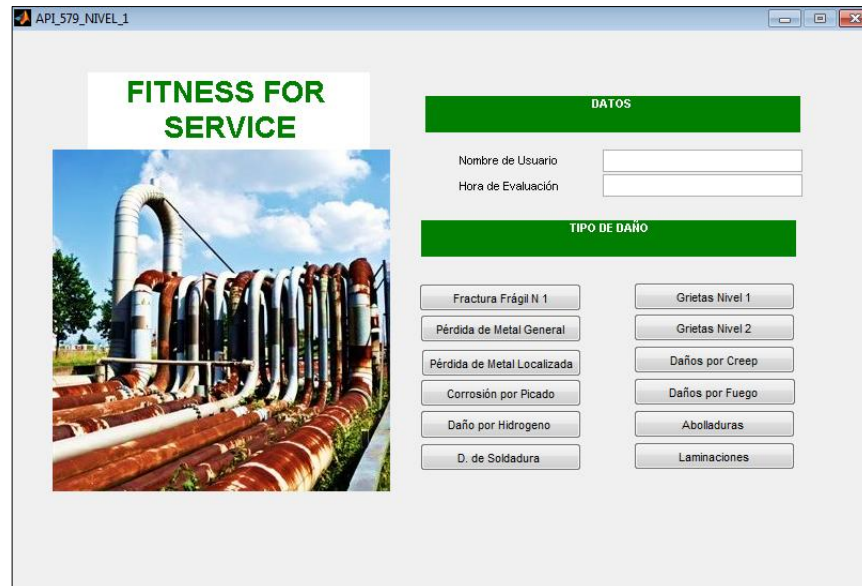 API_579_NIVEL_1
FITNESS FOR
SERVICE
DATOS
Nombre de Usuario
Hora de Evaluación
TIPO DE DAÑO
Fractura Frágil N 1
Grietas Nivel 1
Pérdida de Metal General
Grietas Nivel 2
Pérdida de Metal Localizada
Daños por Creep
Corrosión por Picado
Daños por Fuego
Daño por Hidrogeno
Abolladuras
D. de Soldadura
Laminaciones